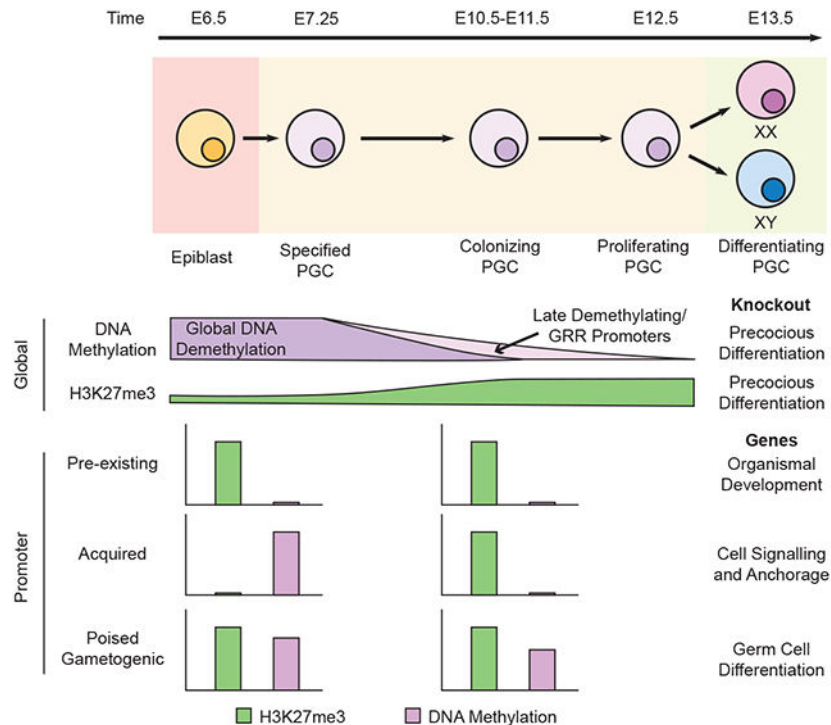 Time E6.5 E7.25 E10.5-E11.5 E12.5 E13.5
XX
XY
Epiblast
Specified
PGC
Colonizing
PGC
Proliferating
PGC
Differentiating
PGC
Global
DNA
Methylation
Global DNA
Demethylation
Late Demethylating/
GRR Promoters
Knockout
Precocious
Differentiation
H3K27me3
Precocious
Differentiation
Promoter
Genes
Pre-existing
Organismal
Development
Acquired
Cell Signalling
and Anchorage
Poised
Gametogenic
Germ Cell
Differentiation
H3K27me3 DNA Methylation